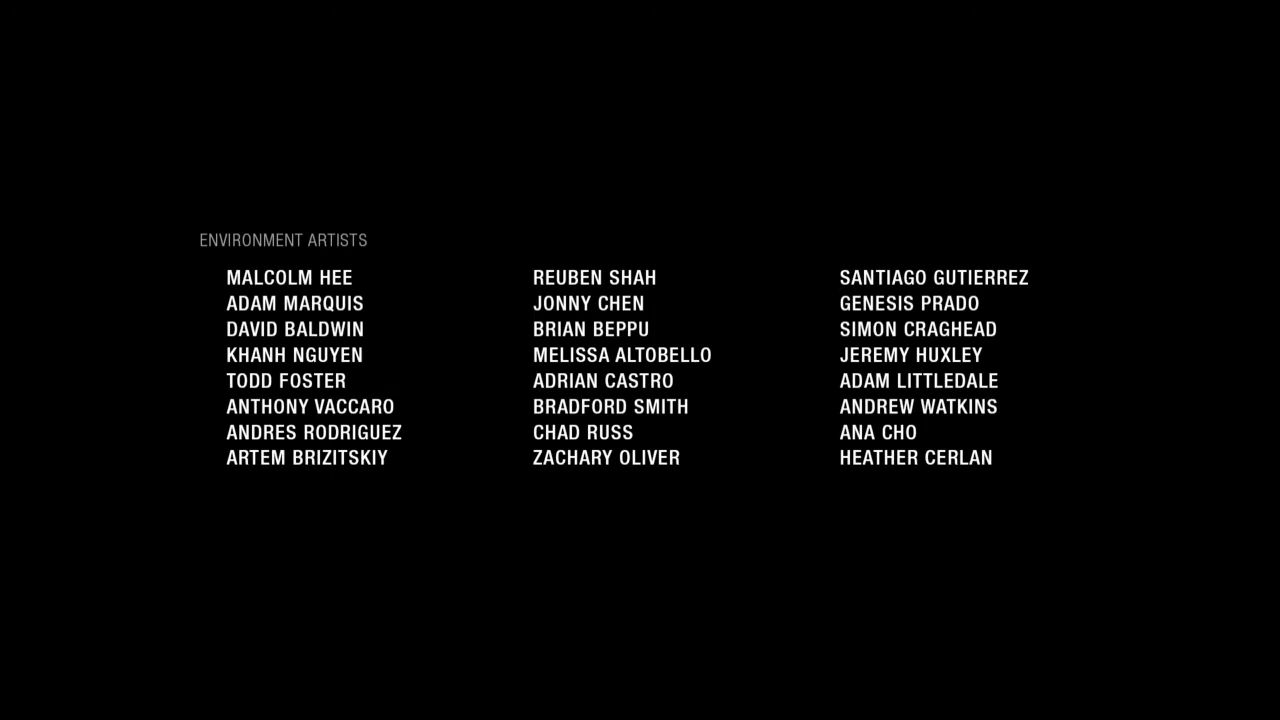 ENVIRONMENT ARTISTS
MALCOLM HEE
ADAM MARQUIS
DAVID BALDWIN
KHANH NGUYEN
TODD FOSTER
ANTHONY VACCARO
ANDRES RODRIGUEZ
ARTEM BRIZITSKIY
REUBEN SHAH
JONNY CHEN
BRIAN BEPPU
MELISSA ALTOBELLO
ADRIAN CASTRO
BRADFORD SMITH
CHAD RUSS
ZACHARY OLIVER
SANTIAGO GUTIERREZ
GENESIS PRADO
SIMON CRAGHEAD
JEREMY HUXLEY
ADAM LITTLEDALE
ANDREW WATKINS
ANA CHO
HEATHER CERLAN